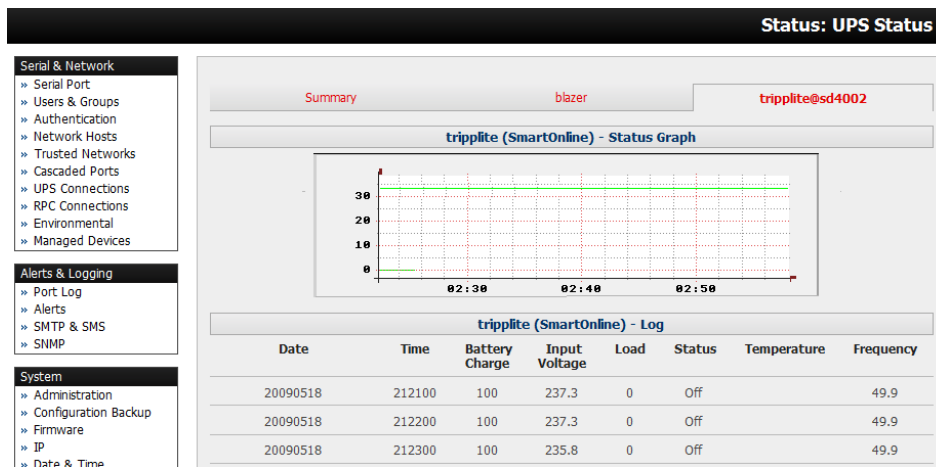 Status: UPS Status
Serial & Network
» Serial Port
» Users & Groups
» Authentication
» Network Hosts
» Trusted Networks
» Cascaded Ports
» UPS Connections
» RPC Connections
» Environmental
» Managed Devices
Alerts & Logging
» Port Log
» Alerts
» SMTP & SMS
» SNMP
System
» Administration
» Configuration Backup
» Firmware
» IP
» Date & Time
Summary blazer tripplite@sd4002
tripplite (SmartOnline) - Status Graph
30
20
10
0
02:30 02:40 02:50
tripplite (SmartOnline) - Log
Date Time Battery Charge Input Voltage Load Status Temperature Frequency
20090518 212100 100 237.3 0 Off 49.9
20090518 212200 100 237.3 0 Off 49.9
20090518 212300 100 235.8 0 Off 49.9